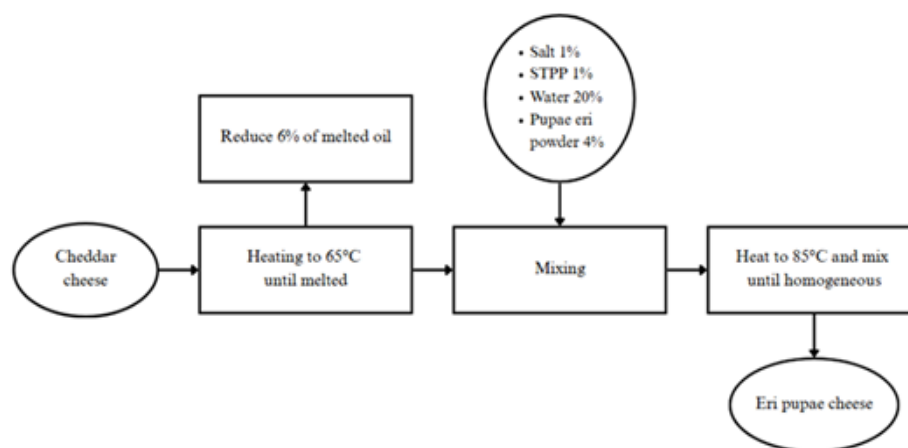 • Salt 1%
• STPP 1%
• Water 20%
• Pupae eri
powder 4%
Reduce 6% of melted oil
Cheddar
cheese
Heating to 65°C
until melted
Mixing
Heat to 85°C and mix
until homogeneous
Eri pupae cheese